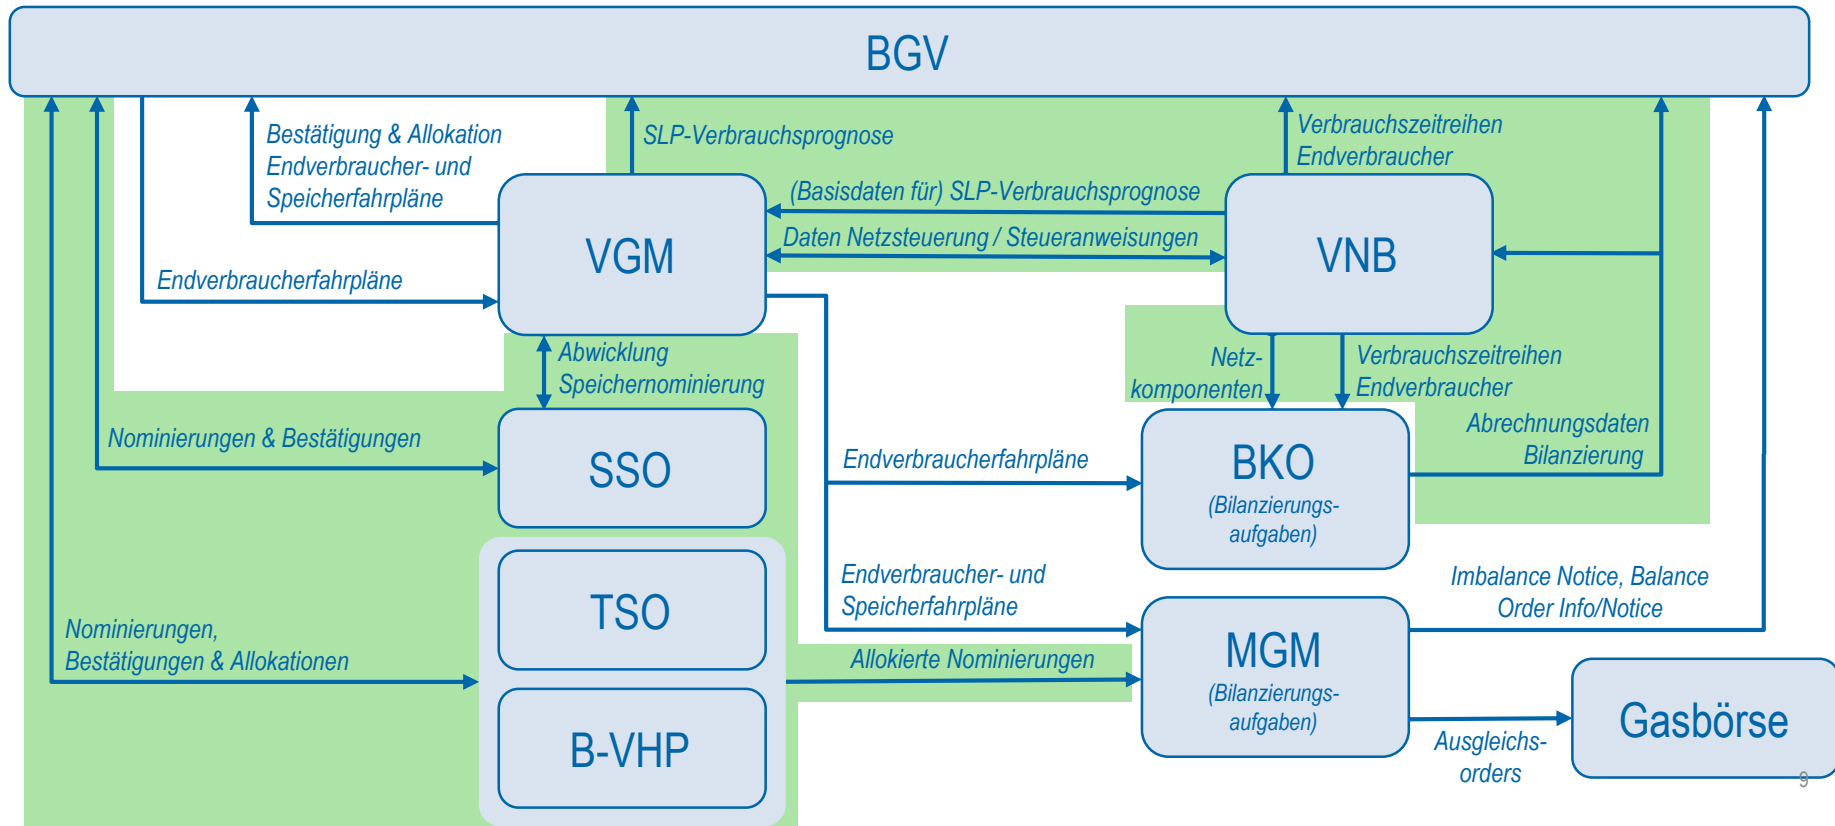 BGV
Bestätigung & Allokation
Endverbraucher- und
Speicherfahrpläne
SLP-Verbrauchsprognose
Verbrauchszeitreihen
Endverbraucher
(Basisdaten für) SLP-Verbrauchsprognose
Daten Netzsteuerung / Steueranweisungen
VGM
VNB
Endverbraucherfahrpläne
Abwicklung
Speichernominierung
Netz-
komponenten
Verbrauchszeitreihen
Endverbraucher
Nominierungen & Bestätigungen
SSO
Endverbraucherfahrpläne
BKO
(Bilanzierungs-
aufgaben)
Abrechnungsdaten
Bilanzierung
TSO
Endverbraucher- und
Speicherfahrpläne
Imbalance Notice, Balance
Order Info/Notice
Nominierungen,
Bestätigungen & Allokationen
Allokierte Nominierungen
MGM
(Bilanzierungs-
aufgaben)
B-VHP
Ausgleichs-
orders
Gasbörse
9